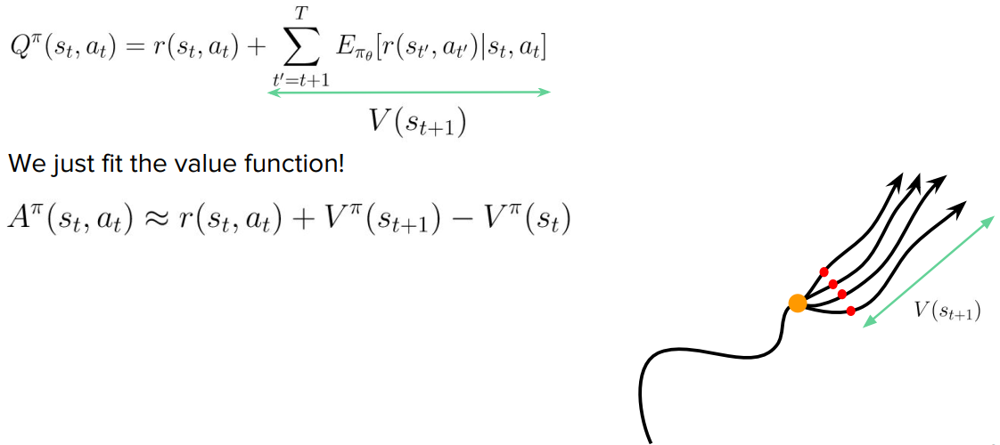 Q^π(s_t, a_t) = r(s_t, a_t) + \sum_{t'=t+1}^{T} E_{π_θ}[r(s_{t'}, a_{t'})|s_t, a_t]
V(s_{t+1})
We just fit the value function!
A^π(s_t, a_t) ≈ r(s_t, a_t) + V^π(s_{t+1}) − V^π(s_t)
V(s_{t+1})